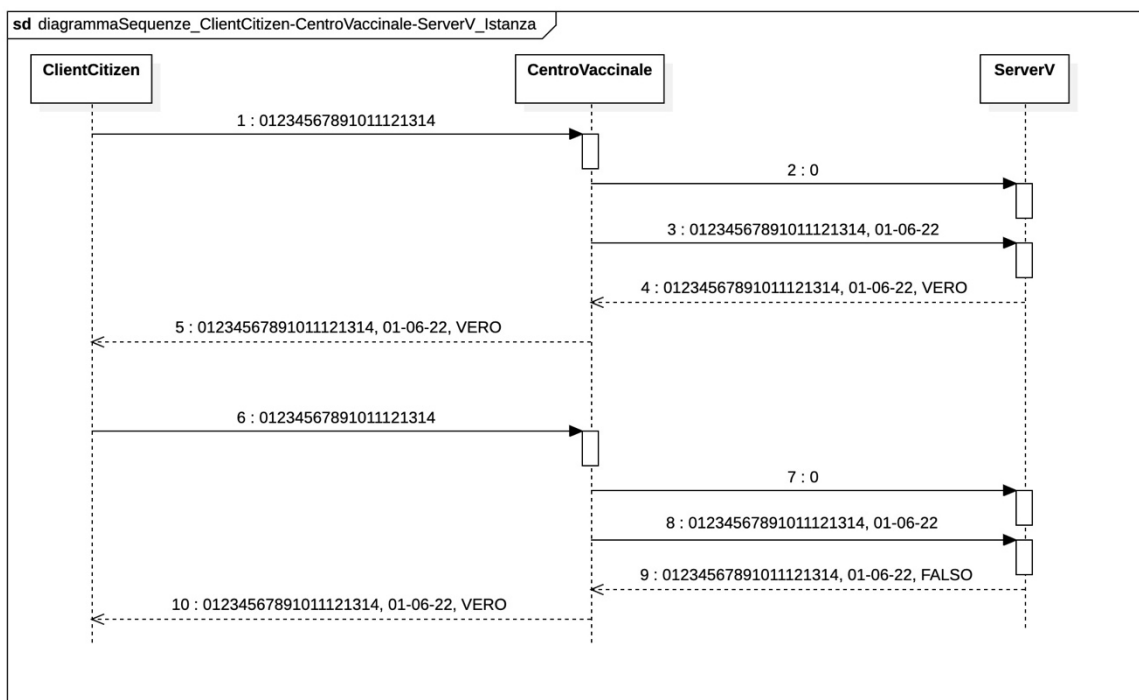 sd diagrammaSequenze_ClientCitizen-CentroVaccinale-ServerV_Istanza
ClientCitizen
CentroVaccinale
ServerV
1 : 01234567891011121314
2 : 0
3 : 01234567891011121314, 01-06-22
4 : 01234567891011121314, 01-06-22, VERO
5 : 01234567891011121314, 01-06-22, VERO
6 : 01234567891011121314
7 : 0
8 : 01234567891011121314, 01-06-22
9 : 01234567891011121314, 01-06-22, FALSO
10 : 01234567891011121314, 01-06-22, VERO